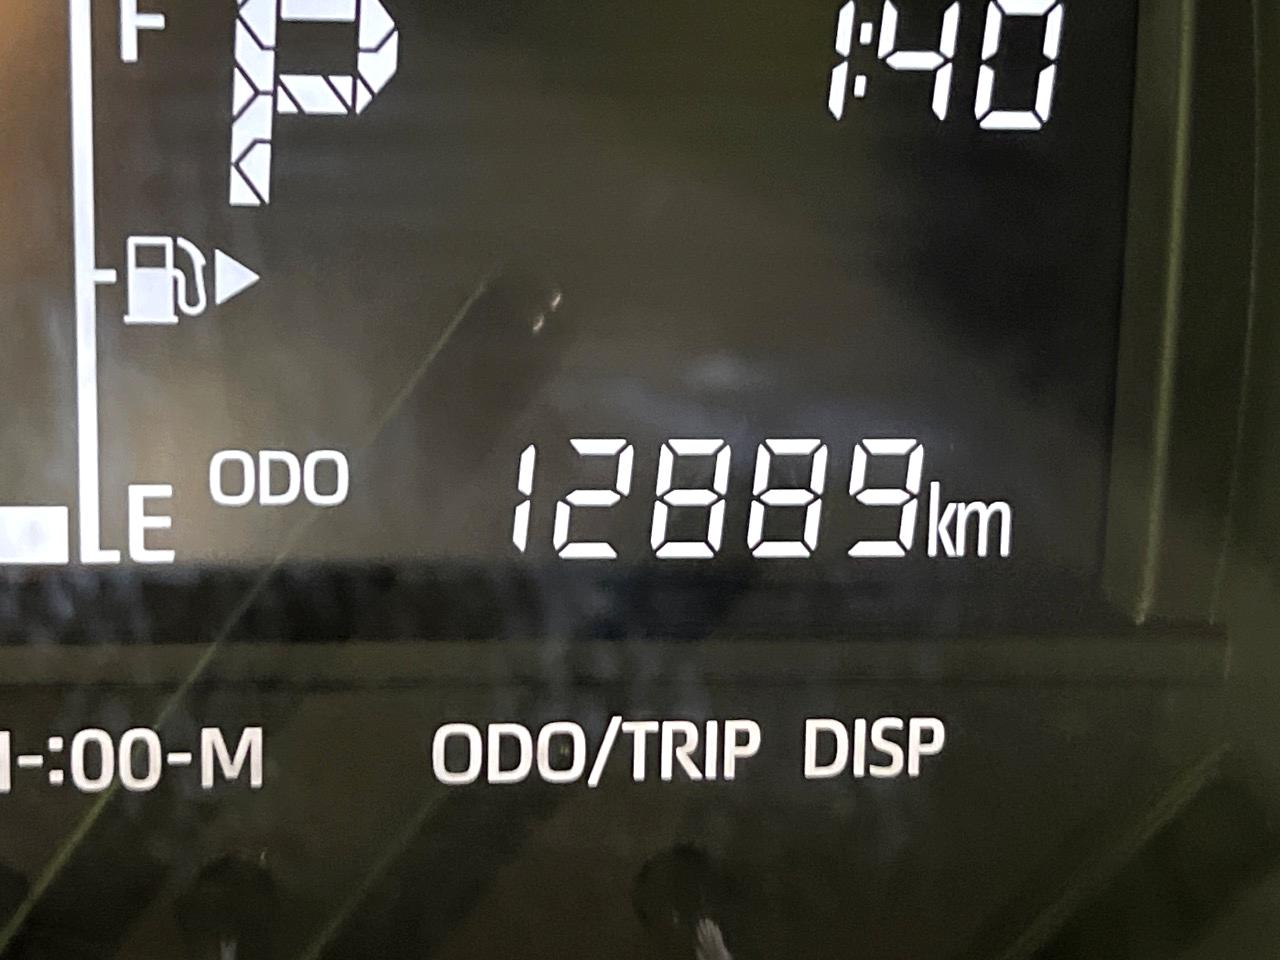 F P 1:40
E ODO 12889km
H-:00-M ODO/TRIP DISP